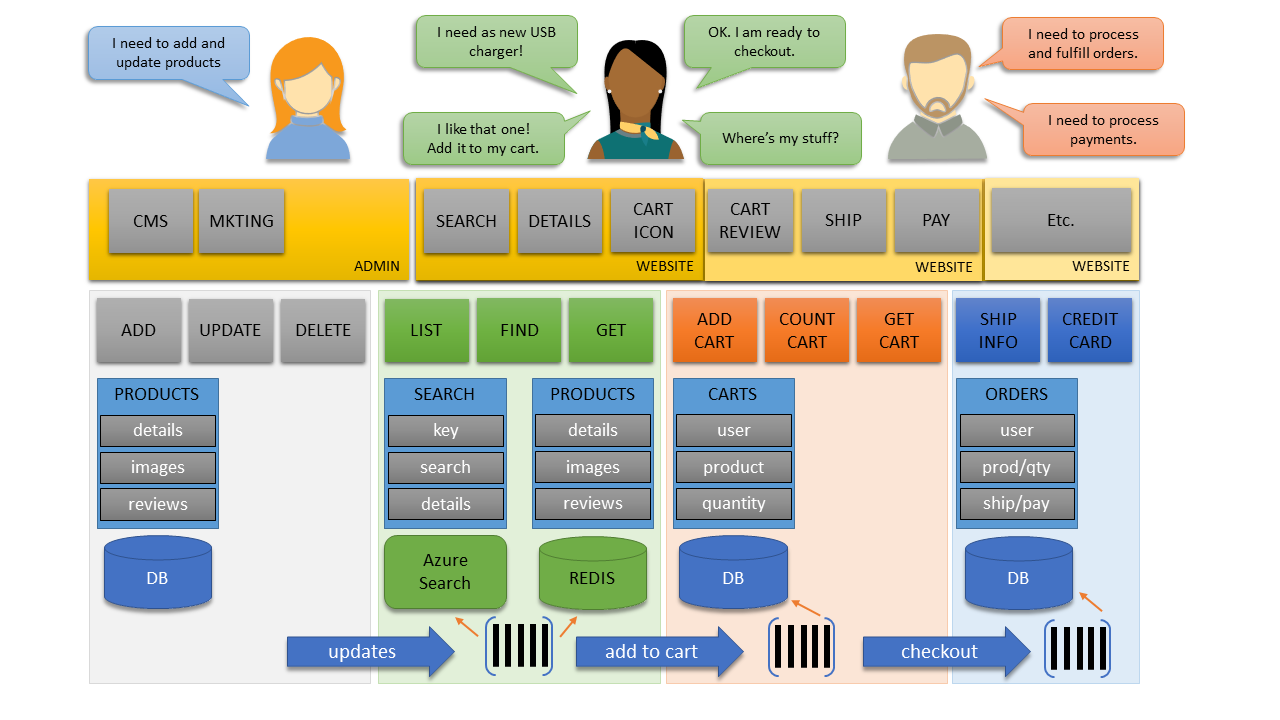 I need to add and
update products
I need as new USB
charger!
OK. I am ready to
checkout.
I like that one!
Add it to my cart.
Where's my stuff?
I need to process
and fulfill orders.
I need to process
payments.
CMS
MKTING
ADMIN
SEARCH
DETAILS
CART
ICON
WEBSITE
CART
REVIEW
SHIP
PAY
WEBSITE
Etc.
WEBSITE
ADD
UPDATE
DELETE
LIST
FIND
GET
ADD
CART
COUNT
CART
GET
CART
SHIP
INFO
CREDIT
CARD
PRODUCTS
details
images
reviews
DB
SEARCH
key
search
details
Azure
Search
PRODUCTS
details
images
reviews
REDIS
CARTS
user
product
quantity
DB
ORDERS
user
prod/qty
ship/pay
DB
updates
add to cart
checkout